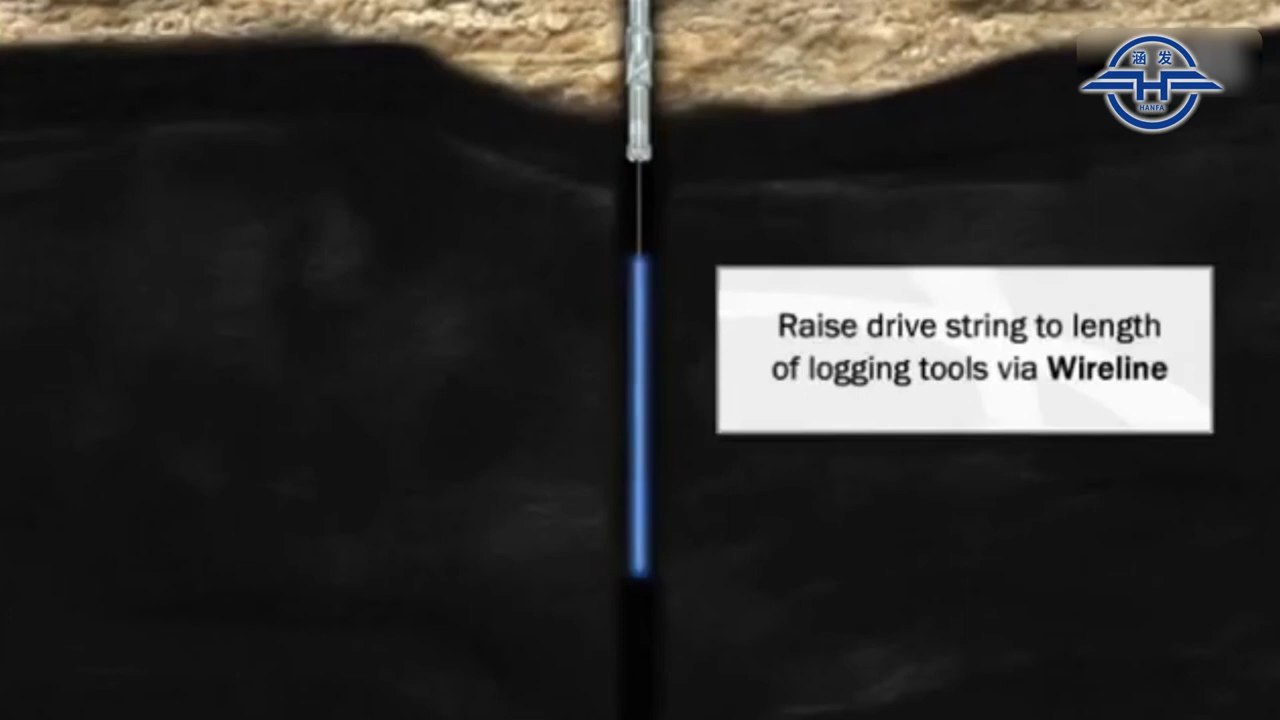 涵 发
HANFA
Raise drive string to length
of logging tools via Wireline